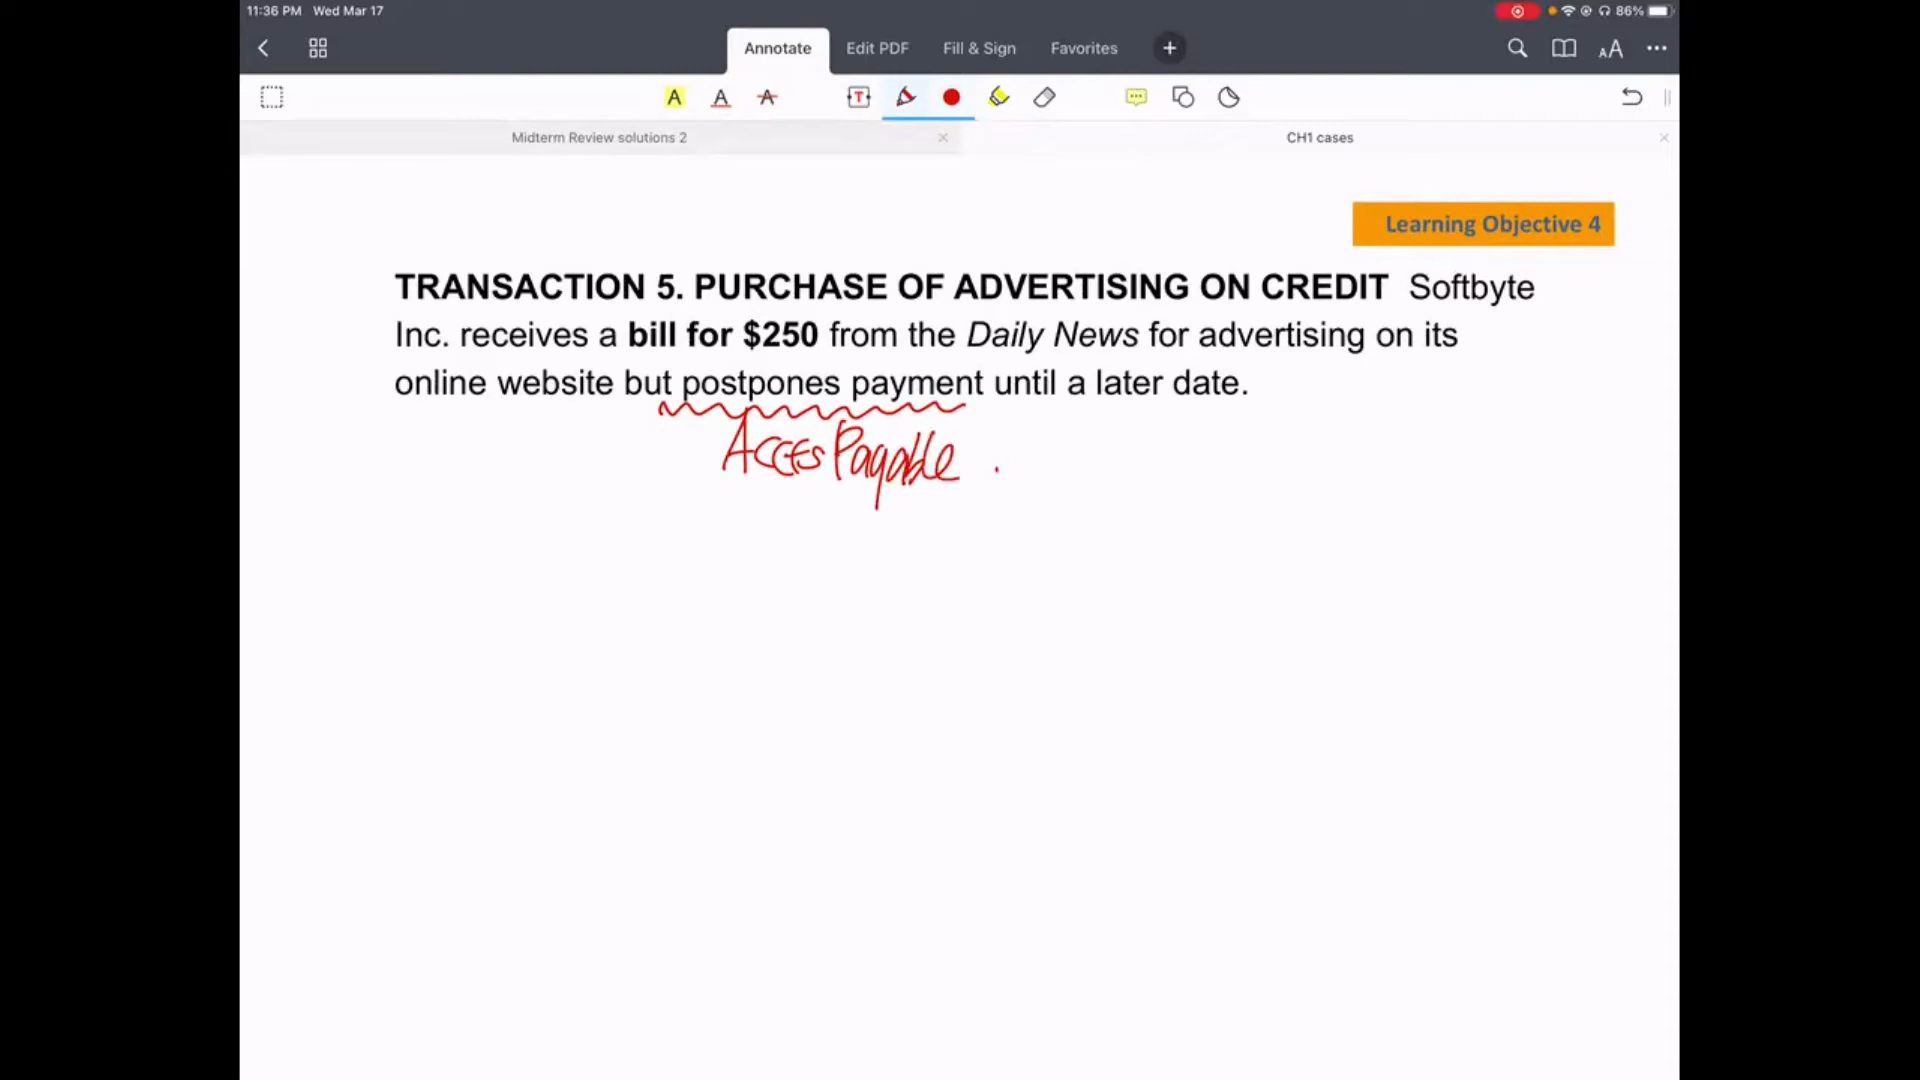 11:36 PM Wed Mar 17
86%
Annotate Edit PDF Fill & Sign Favorites
A A A T AA
Midterm Review solutions 2
CH1 cases
Learning Objective 4
TRANSACTION 5. PURCHASE OF ADVERTISING ON CREDIT Softbyte
Inc. receives a bill for $250 from the Daily News for advertising on its
online website but postpones payment until a later date.
Payable